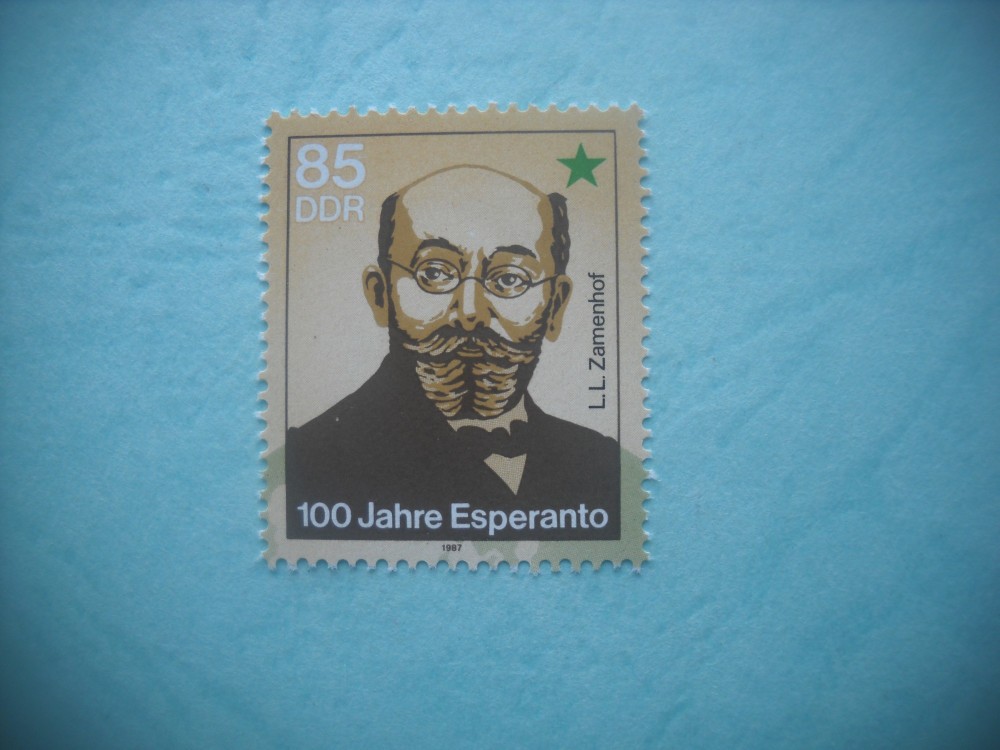 85
DDR
L. L. Zamenhof
100 Jahre Esperanto
1987